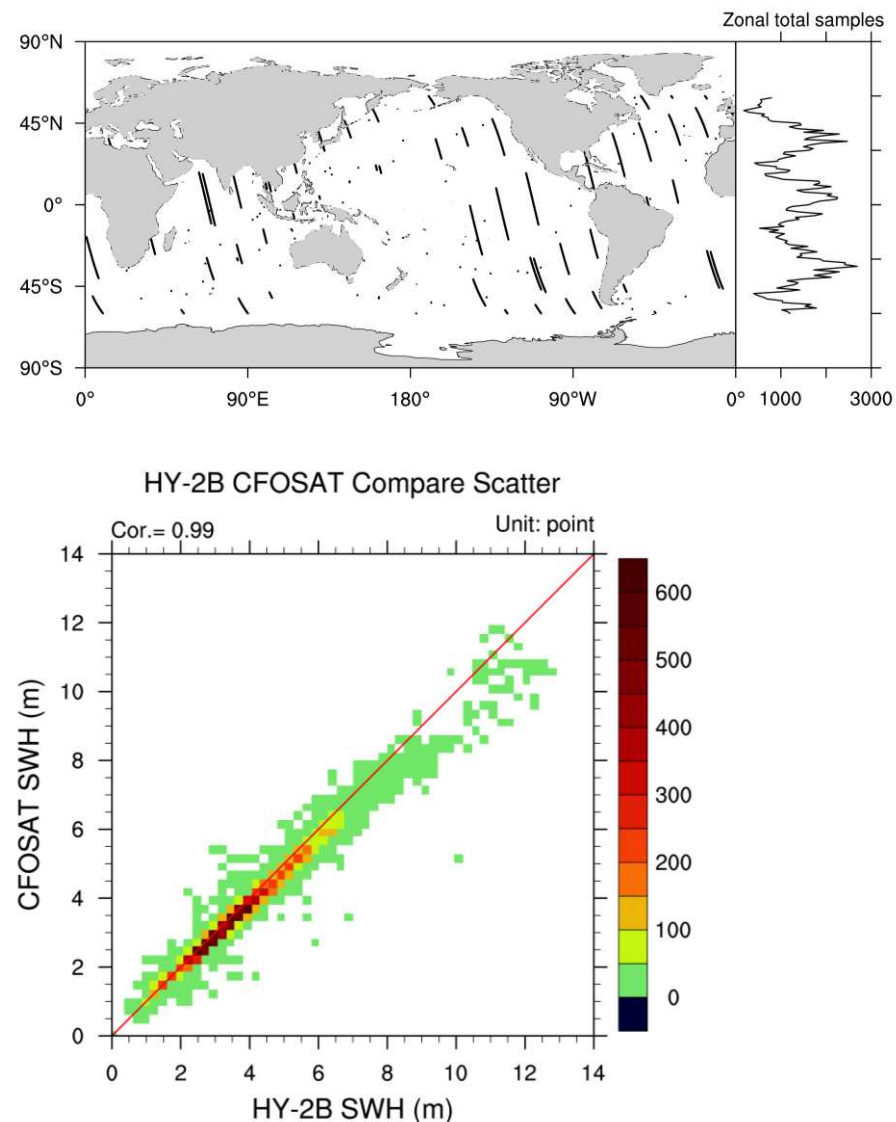 Zonal total samples
90°N
45°N
0°
45°S
90°S
0° 90°E 180° 90°W 0° 1000 3000
HY-2B CFOSAT Compare Scatter
Cor.= 0.99 Unit: point
14
12
10
8
6
4
2
0
CFOSAT SWH (m)
0 2 4 6 8 10 12 14
HY-2B SWH (m)
600
500
400
300
200
100
0